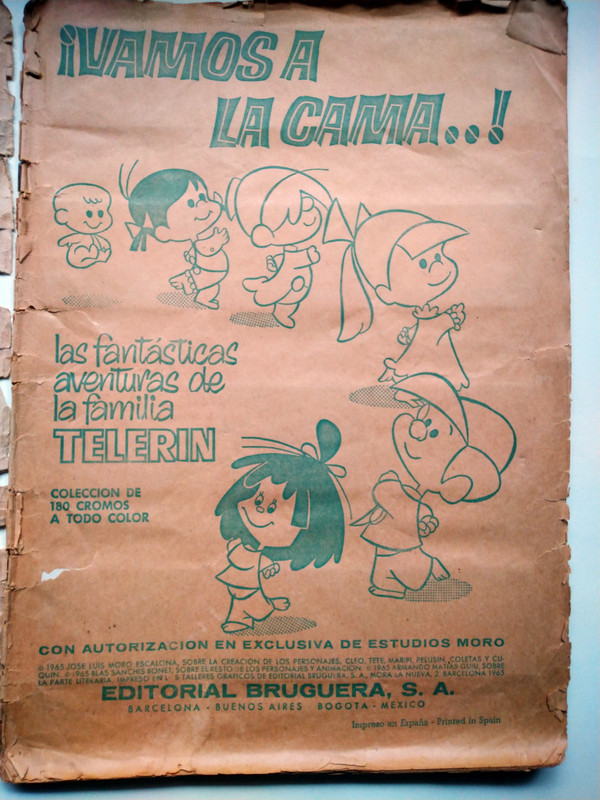 ¡VAMOS A
LA CAMA..!
las fantásticas
aventuras de
la familia
TELERIN
COLECCION DE
180 CROMOS
A TODO COLOR
CON AUTORIZACION EN EXCLUSIVA DE ESTUDIOS MORO
© 1965 JOSE LUIS MORO ESCALONA, SOBRE LA CREACION DE LOS PERSONAJES, CLEO, TETE, MARIPI, PELUSIN, COLETAS Y CU-
QUIN. © 1965 BLAS SANCHIS BONET, SOBRE EL RESTO DE LOS PERSONAJES Y ANIMACION. © 1965 ARMANDO MATIAS GUIU, SOBRE
LA PARTE LITERARIA. IMPRESO EN TALLERES GRAFICOS DE EDITORIAL BRUGUERA, S. A., MORA LA NUEVA, 2. BARCELONA 1965
EDITORIAL BRUGUERA, S. A.
BARCELONA - BUENOS AIRES BOGOTA - MEXICO
Impreso en España - Printed in Spain